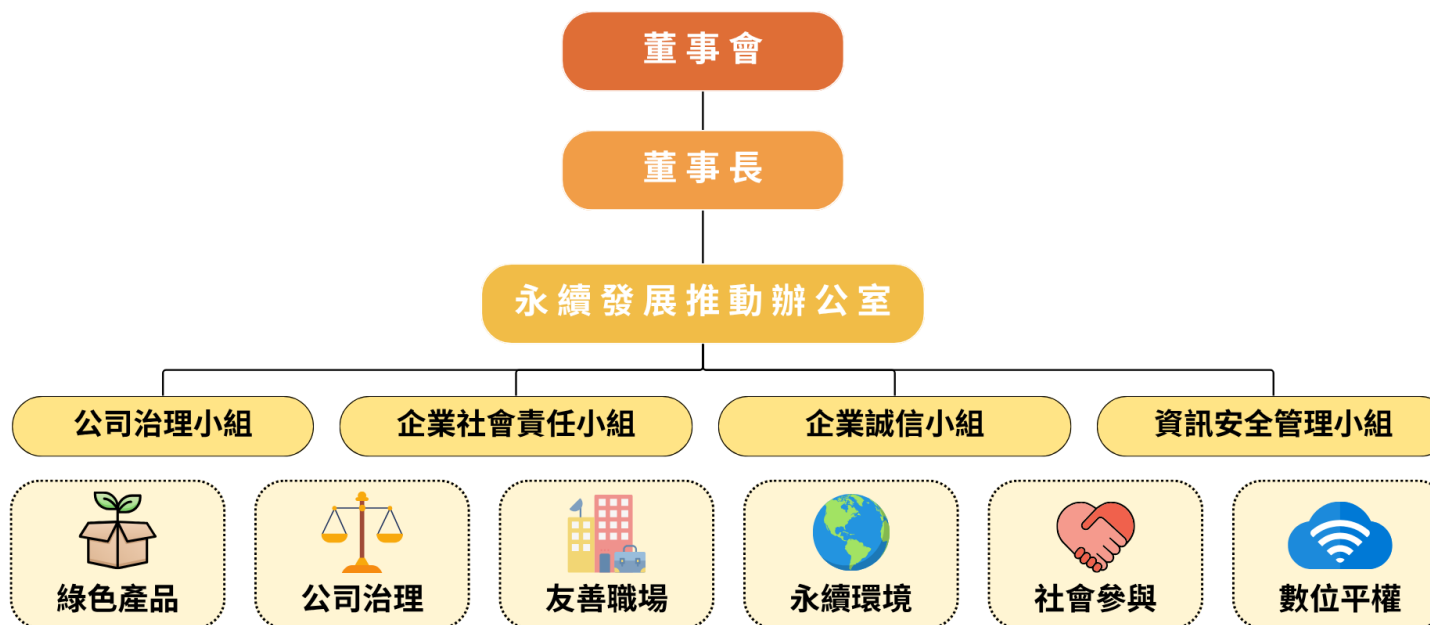 董事會
董事長
永續發展推動辦公室
公司治理小組
企業社會責任小組
企業誠信小組
資訊安全管理小組
綠色產品
公司治理
友善職場
永續環境
社會參與
數位平權